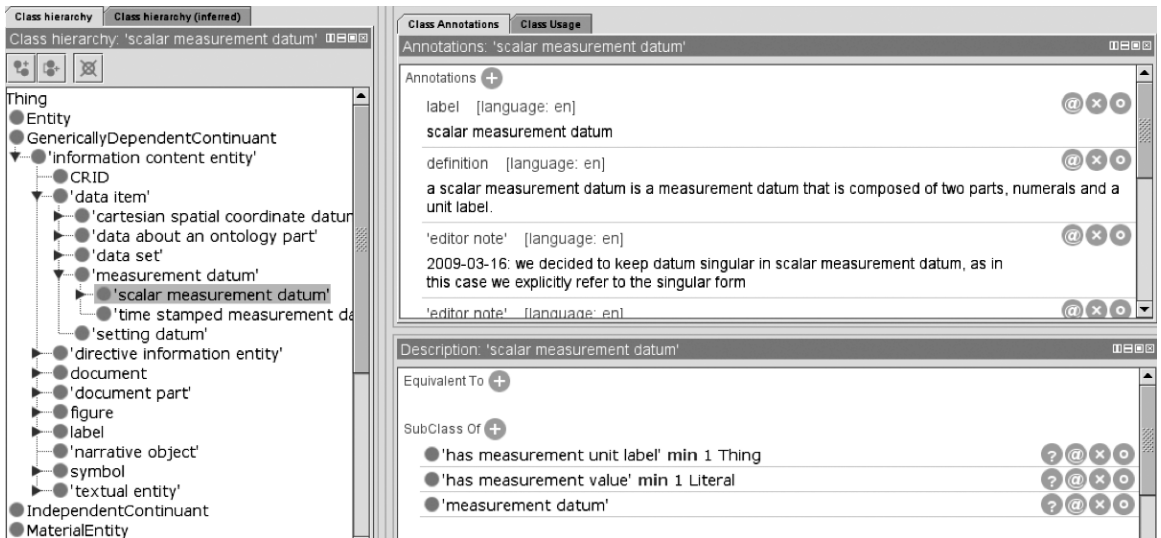 Class hierarchy
Class hierarchy (inferred)
Class hierarchy: 'scalar measurement datum'
Thing
Entity
GenericallyDependentContinuant
'information content entity'
CRID
'data item'
'cartesian spatial coordinate datur
'data about an ontology part'
'data set'
'measurement datum'
'scalar measurement datum'
'time stamped measurement da
'setting datum'
'directive information entity'
document
'document part'
figure
label
'narrative object'
symbol
'textual entity'
IndependentContinuant
MaterialEntity
Class Annotations
Class Usage
Annotations: 'scalar measurement datum'
Annotations
label [language: en]
scalar measurement datum
definition [language: en]
a scalar measurement datum is a measurement datum that is composed of two parts, numerals and a
unit label.
'editor note' [language: en]
2009-03-16: we decided to keep datum singular in scalar measurement datum, as in
this case we explicitly refer to the singular form
'editor note' [language: en]
Description: 'scalar measurement datum'
Equivalent To
SubClass Of
'has measurement unit label' min 1 Thing
'has measurement value' min 1 Literal
'measurement datum'